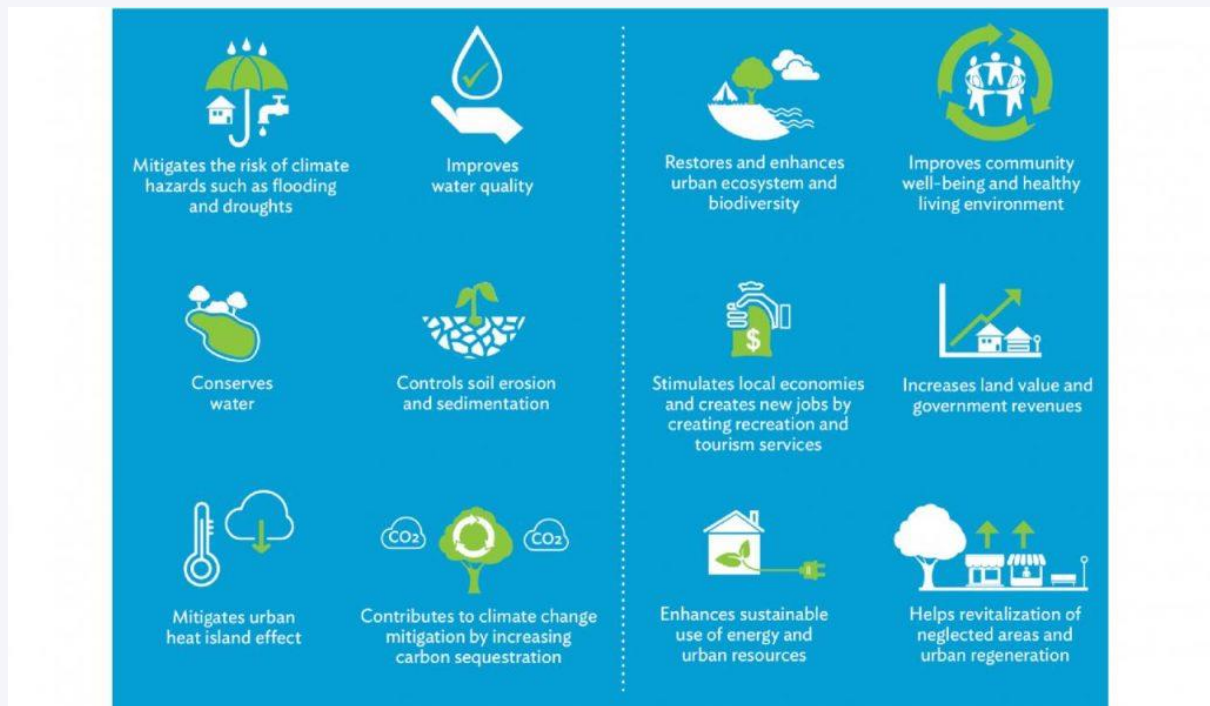 Mitigates the risk of climate
hazards such as flooding
and droughts
Improves
water quality
Restores and enhances
urban ecosystem and
biodiversity
Improves community
well-being and healthy
living environment
Conserves
water
Controls soil erosion
and sedimentation
$
Stimulates local economies
and creates new jobs by
creating recreation and
tourism services
Increases land value and
government revenues
Mitigates urban
heat island effect
CO2
CO2
Contributes to climate change
mitigation by increasing
carbon sequestration
Enhances sustainable
use of energy and
urban resources
Helps revitalization of
neglected areas and
urban regeneration